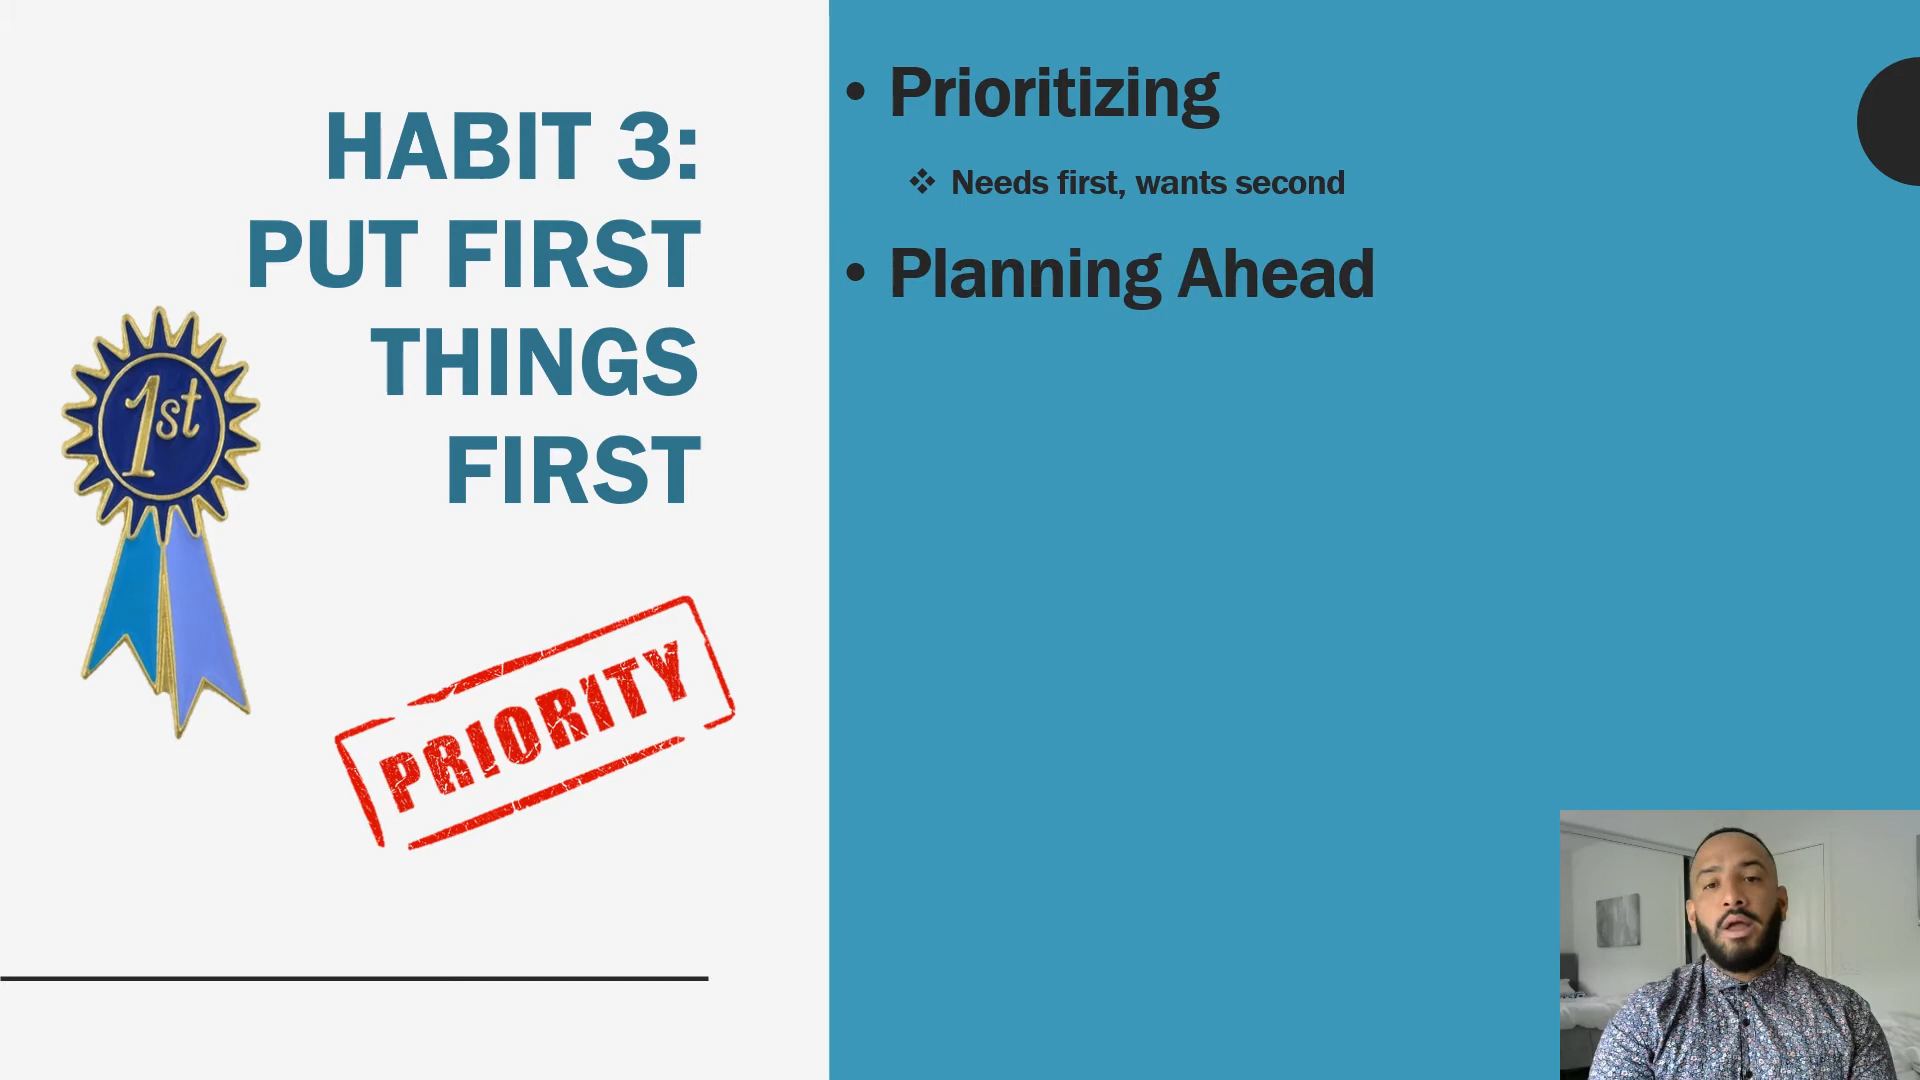 HABIT 3:
PUT FIRST
THINGS
FIRST
1st
PRIORITY
• Prioritizing
❖ Needs first, wants second
• Planning Ahead